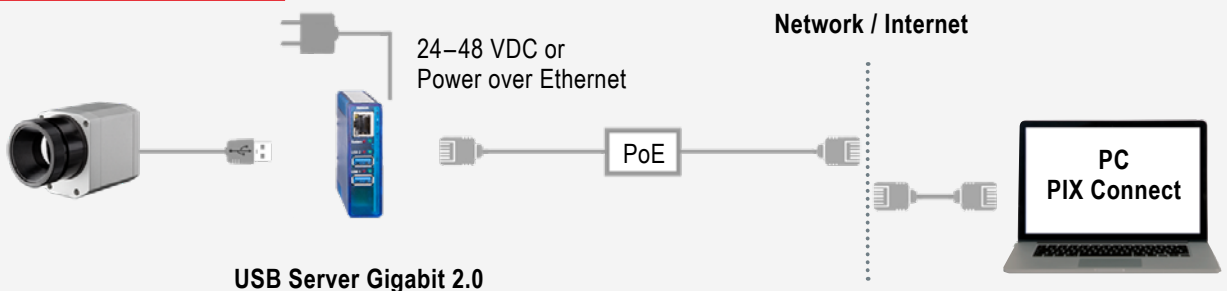 Network / Internet
24–48 VDC or
Power over Ethernet
PoE
PC
PIX Connect
USB Server Gigabit 2.0